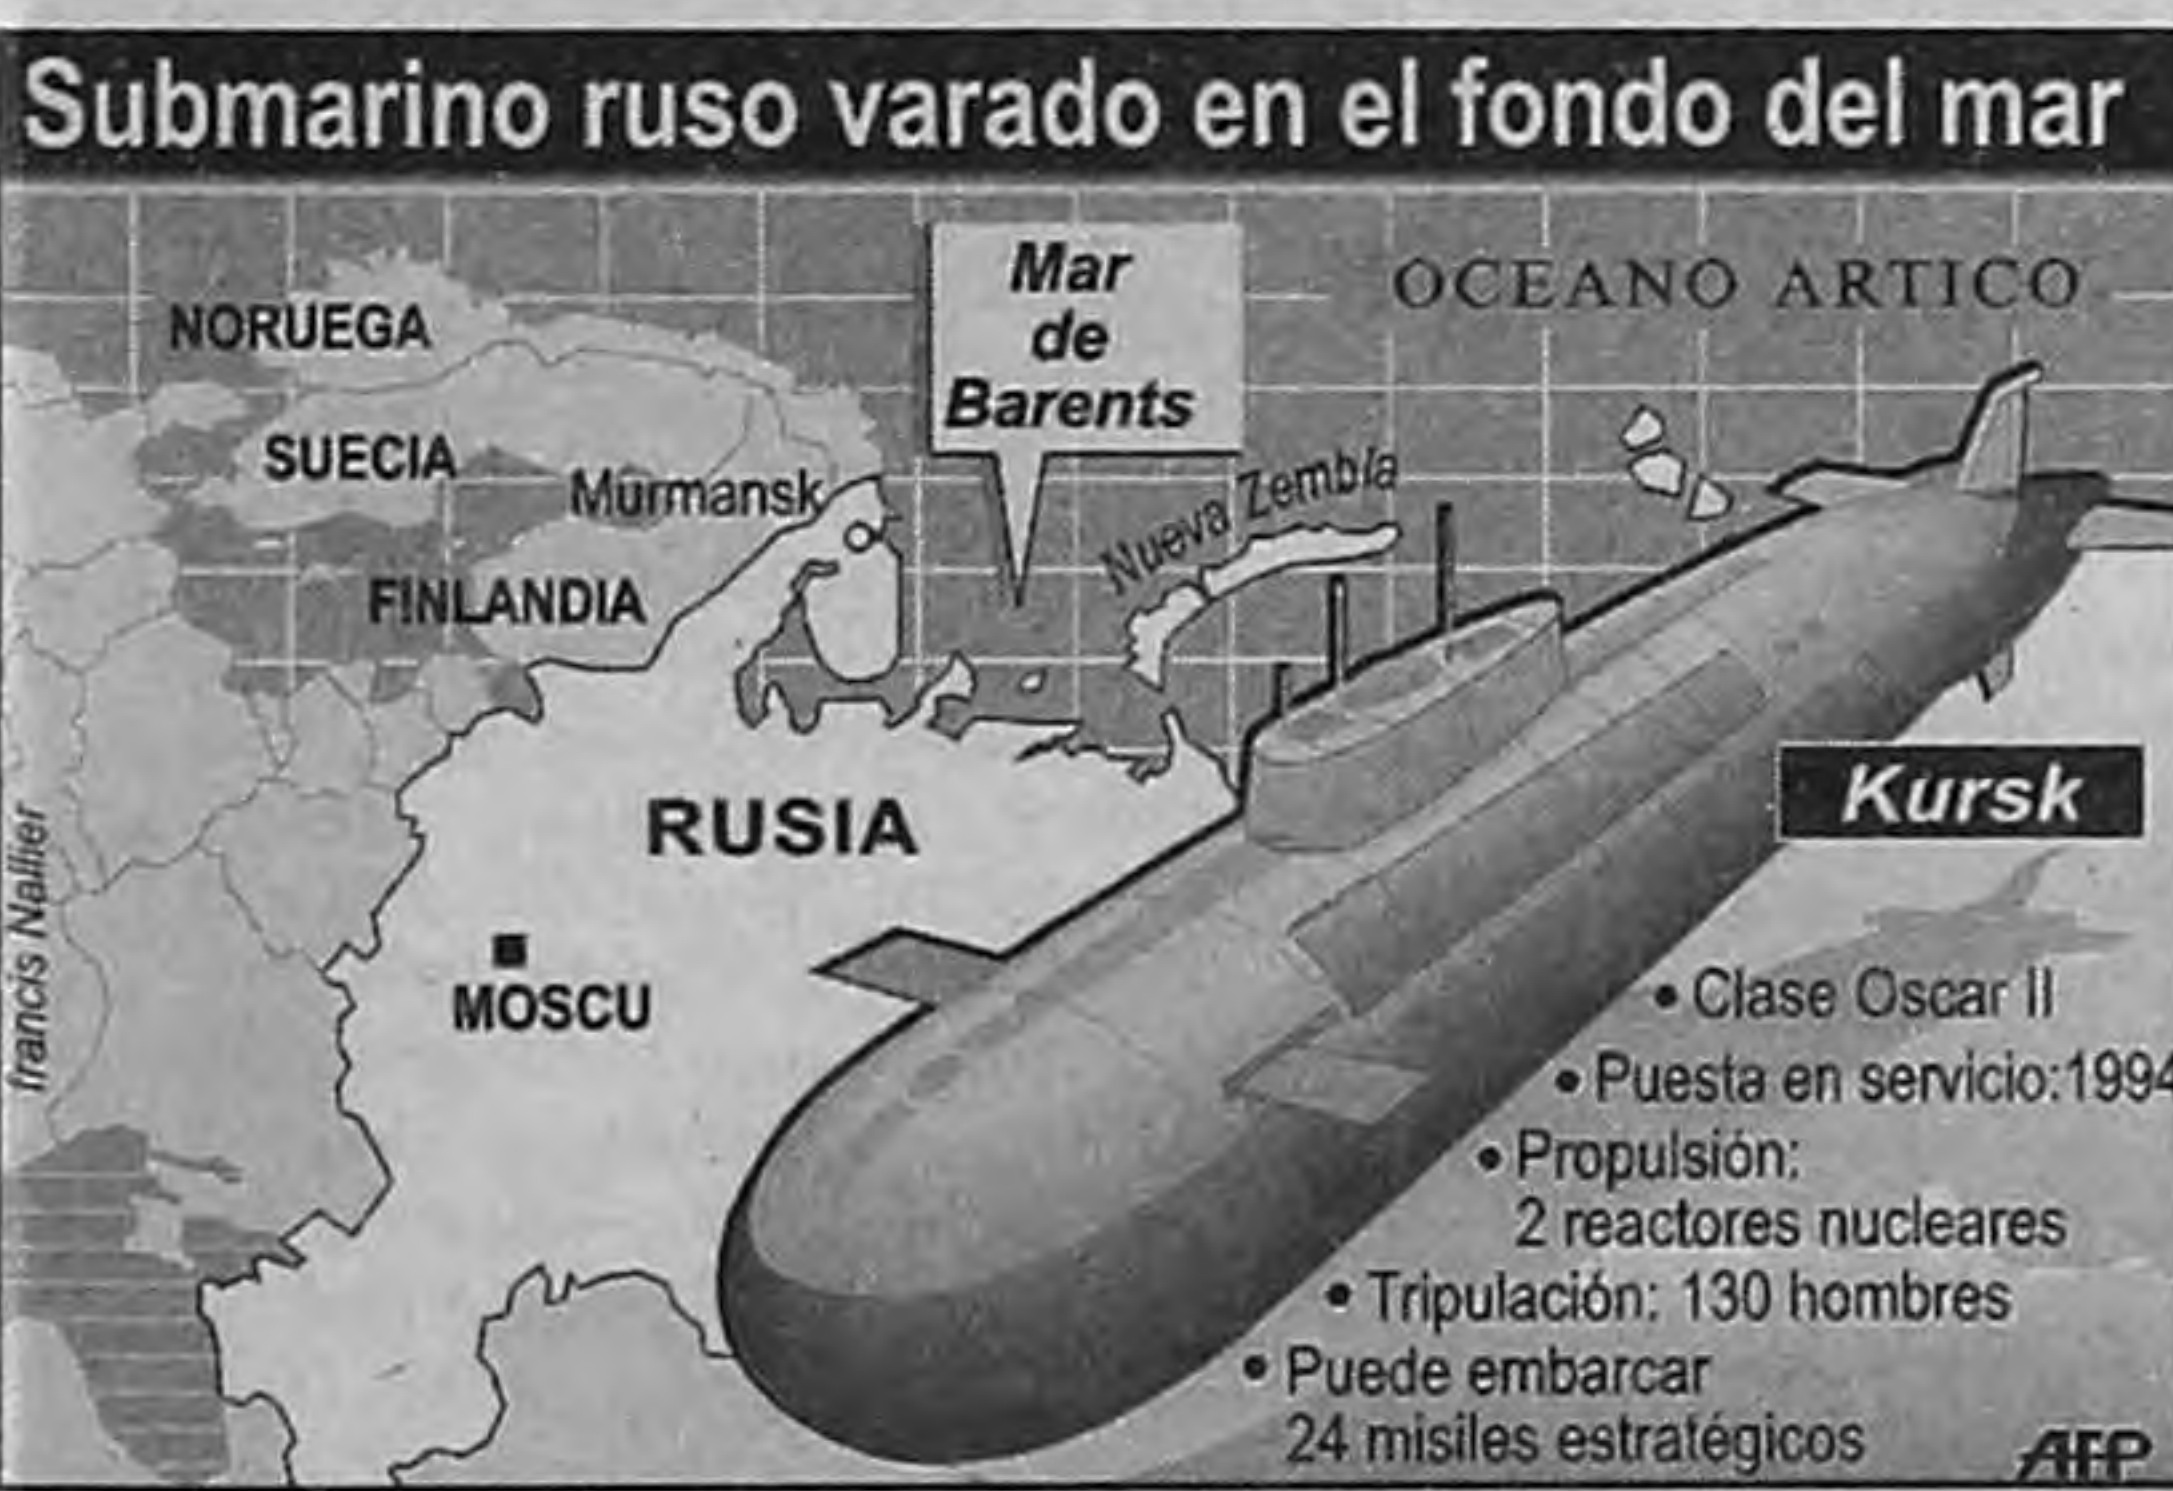 Submarino ruso varado en el fondo del mar
Mar
de
Barents
OCEANO ARTICO
NORUEGA
SUECIA
Murmansk
Nueva Zembla
FINLANDIA
RUSIA
Kursk
MOSCU
francis Nallier
• Clase Oscar II
• Puesta en servicio:1994
• Propulsión:
2 reactores nucleares
• Tripulación: 130 hombres
• Puede embarcar
24 misiles estratégicos
AFP